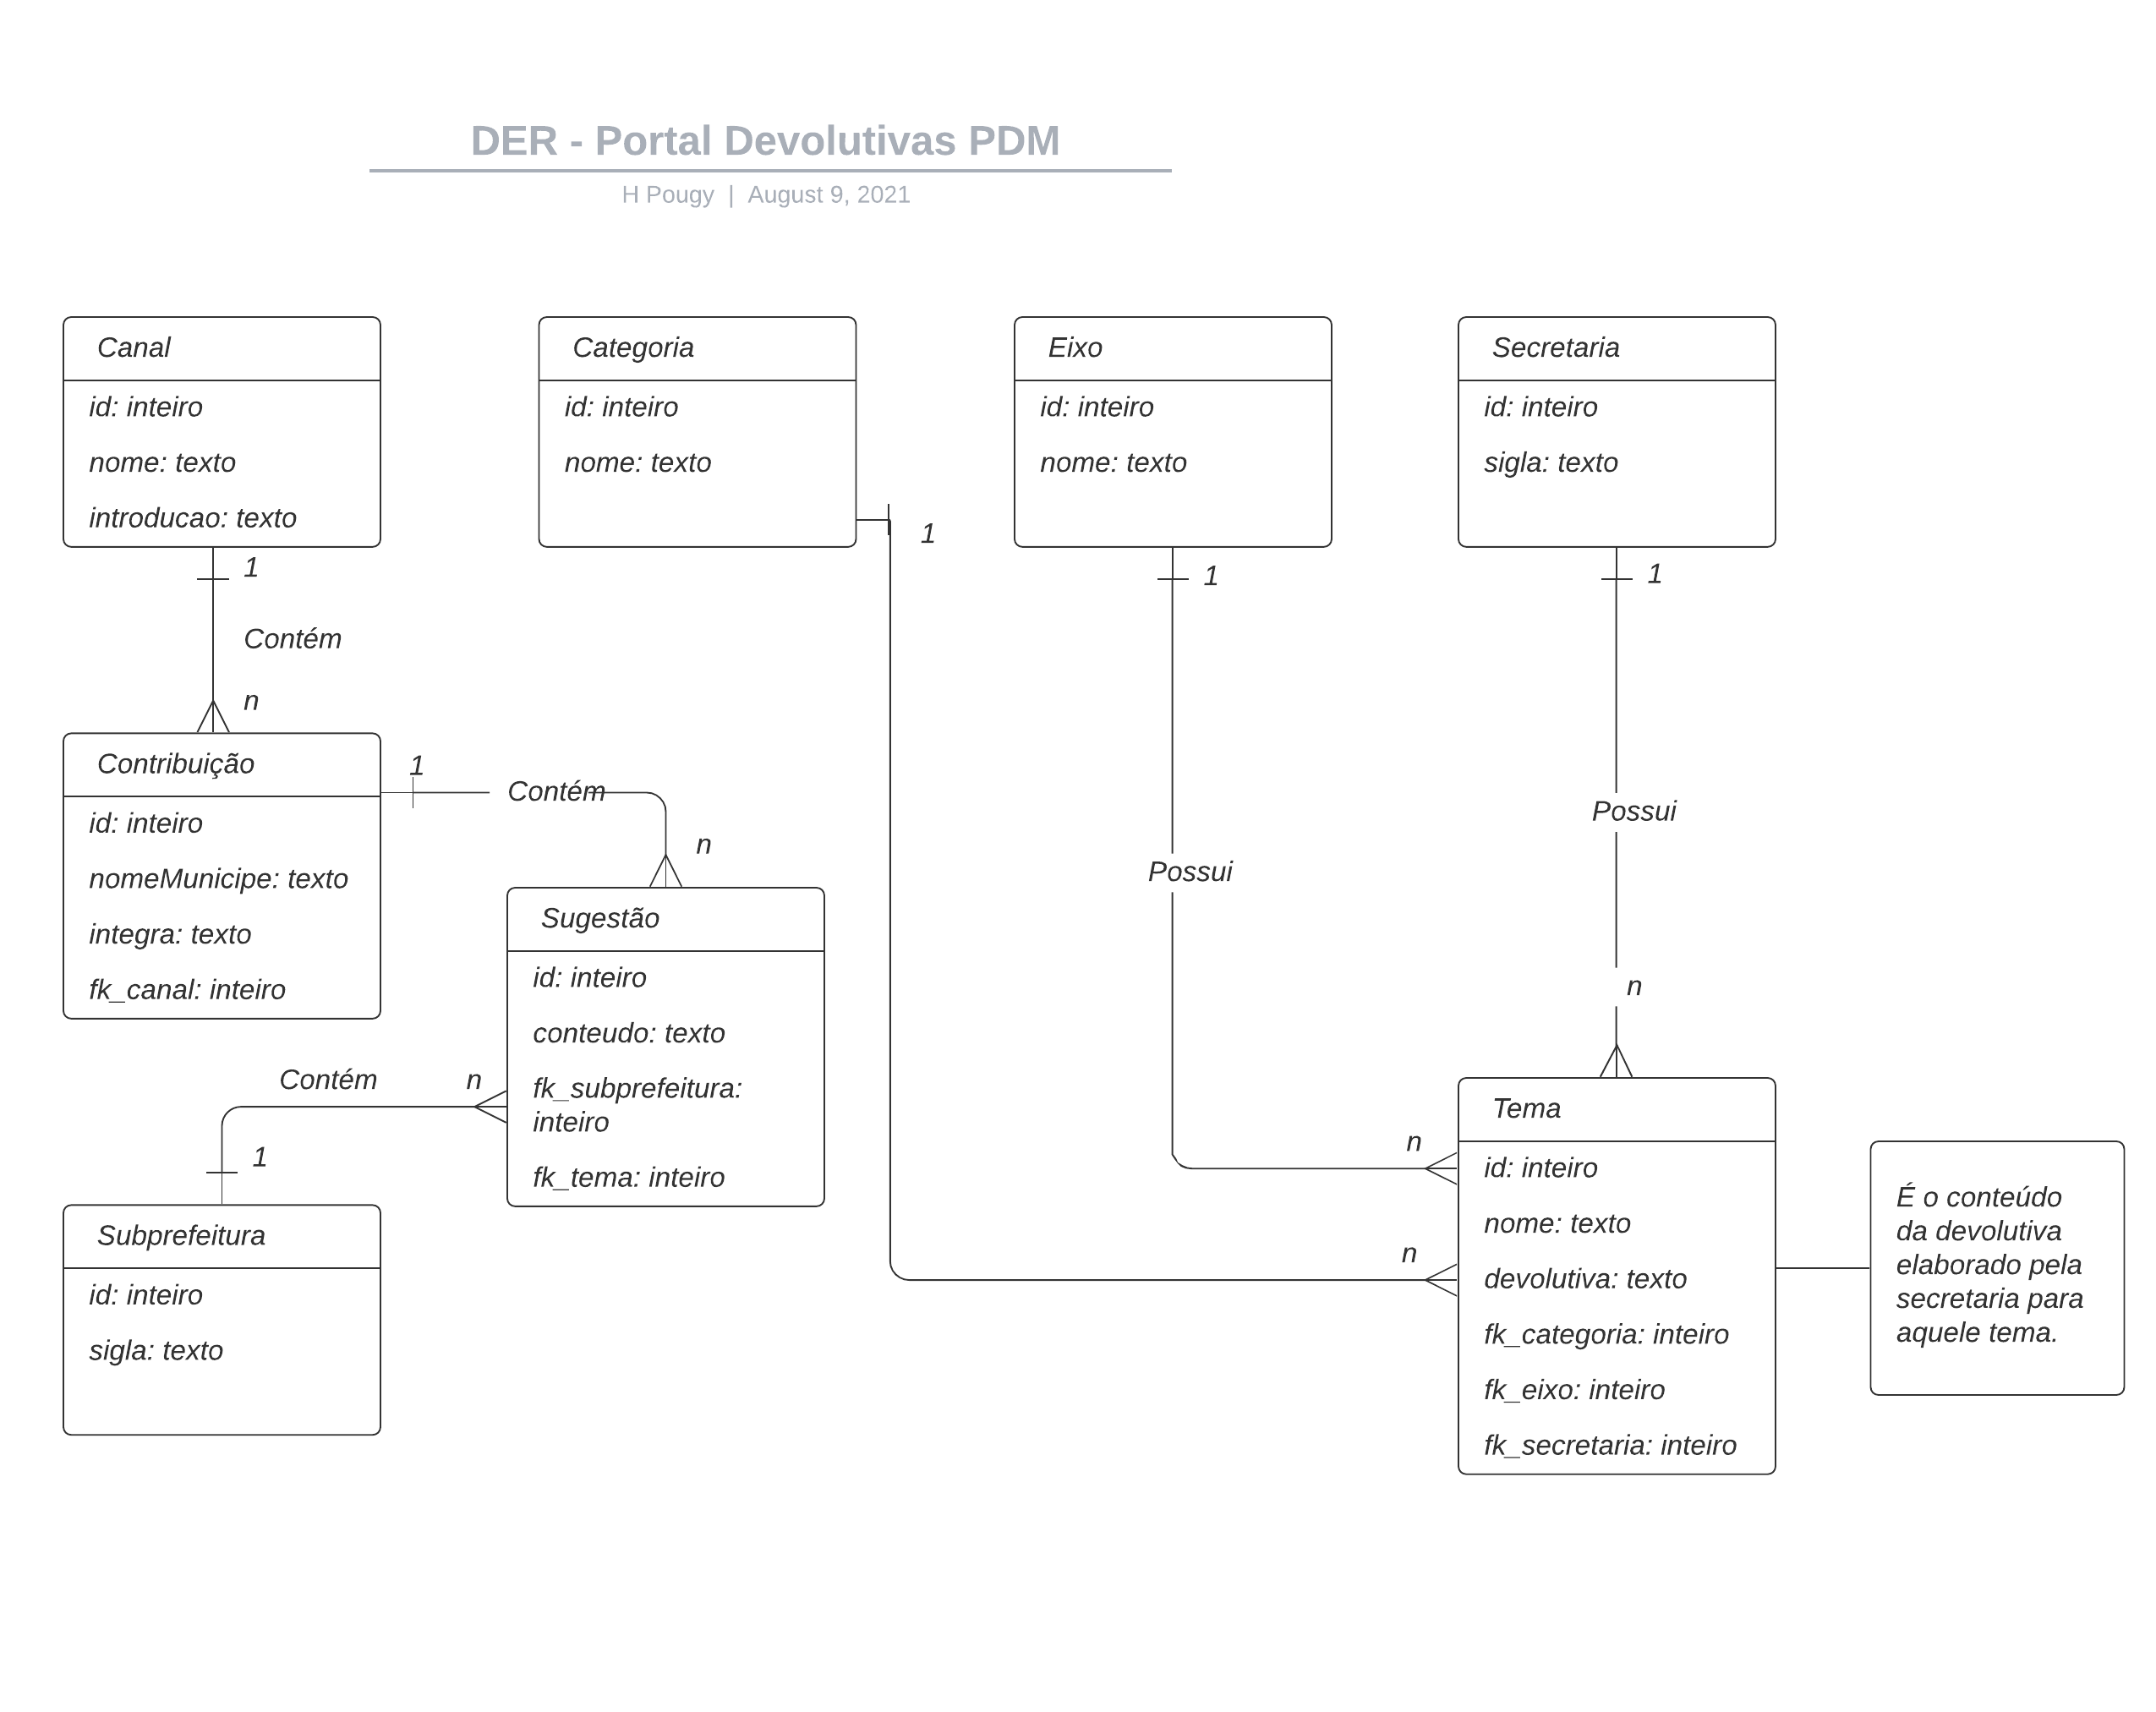 DER - Portal Devolutivas PDM
H Pougy | August 9, 2021
Canal
id: inteiro
nome: texto
introducao: texto
Categoria
id: inteiro
nome: texto
Eixo
id: inteiro
nome: texto
Secretaria
id: inteiro
sigla: texto
1
1
1
1
Contém
n
Contribuição
id: inteiro
nomeMunicipe: texto
integra: texto
fk_canal: inteiro
1
Contém
n
Possui
Possui
Sugestão
id: inteiro
conteudo: texto
fk_subprefeitura:
inteiro
fk_tema: inteiro
n
Contém
n
1
Subprefeitura
id: inteiro
sigla: texto
n
n
Tema
id: inteiro
nome: texto
devolutiva: texto
fk_categoria: inteiro
fk_eixo: inteiro
fk_secretaria: inteiro
É o conteúdo
da devolutiva
elaborado pela
secretaria para
aquele tema.